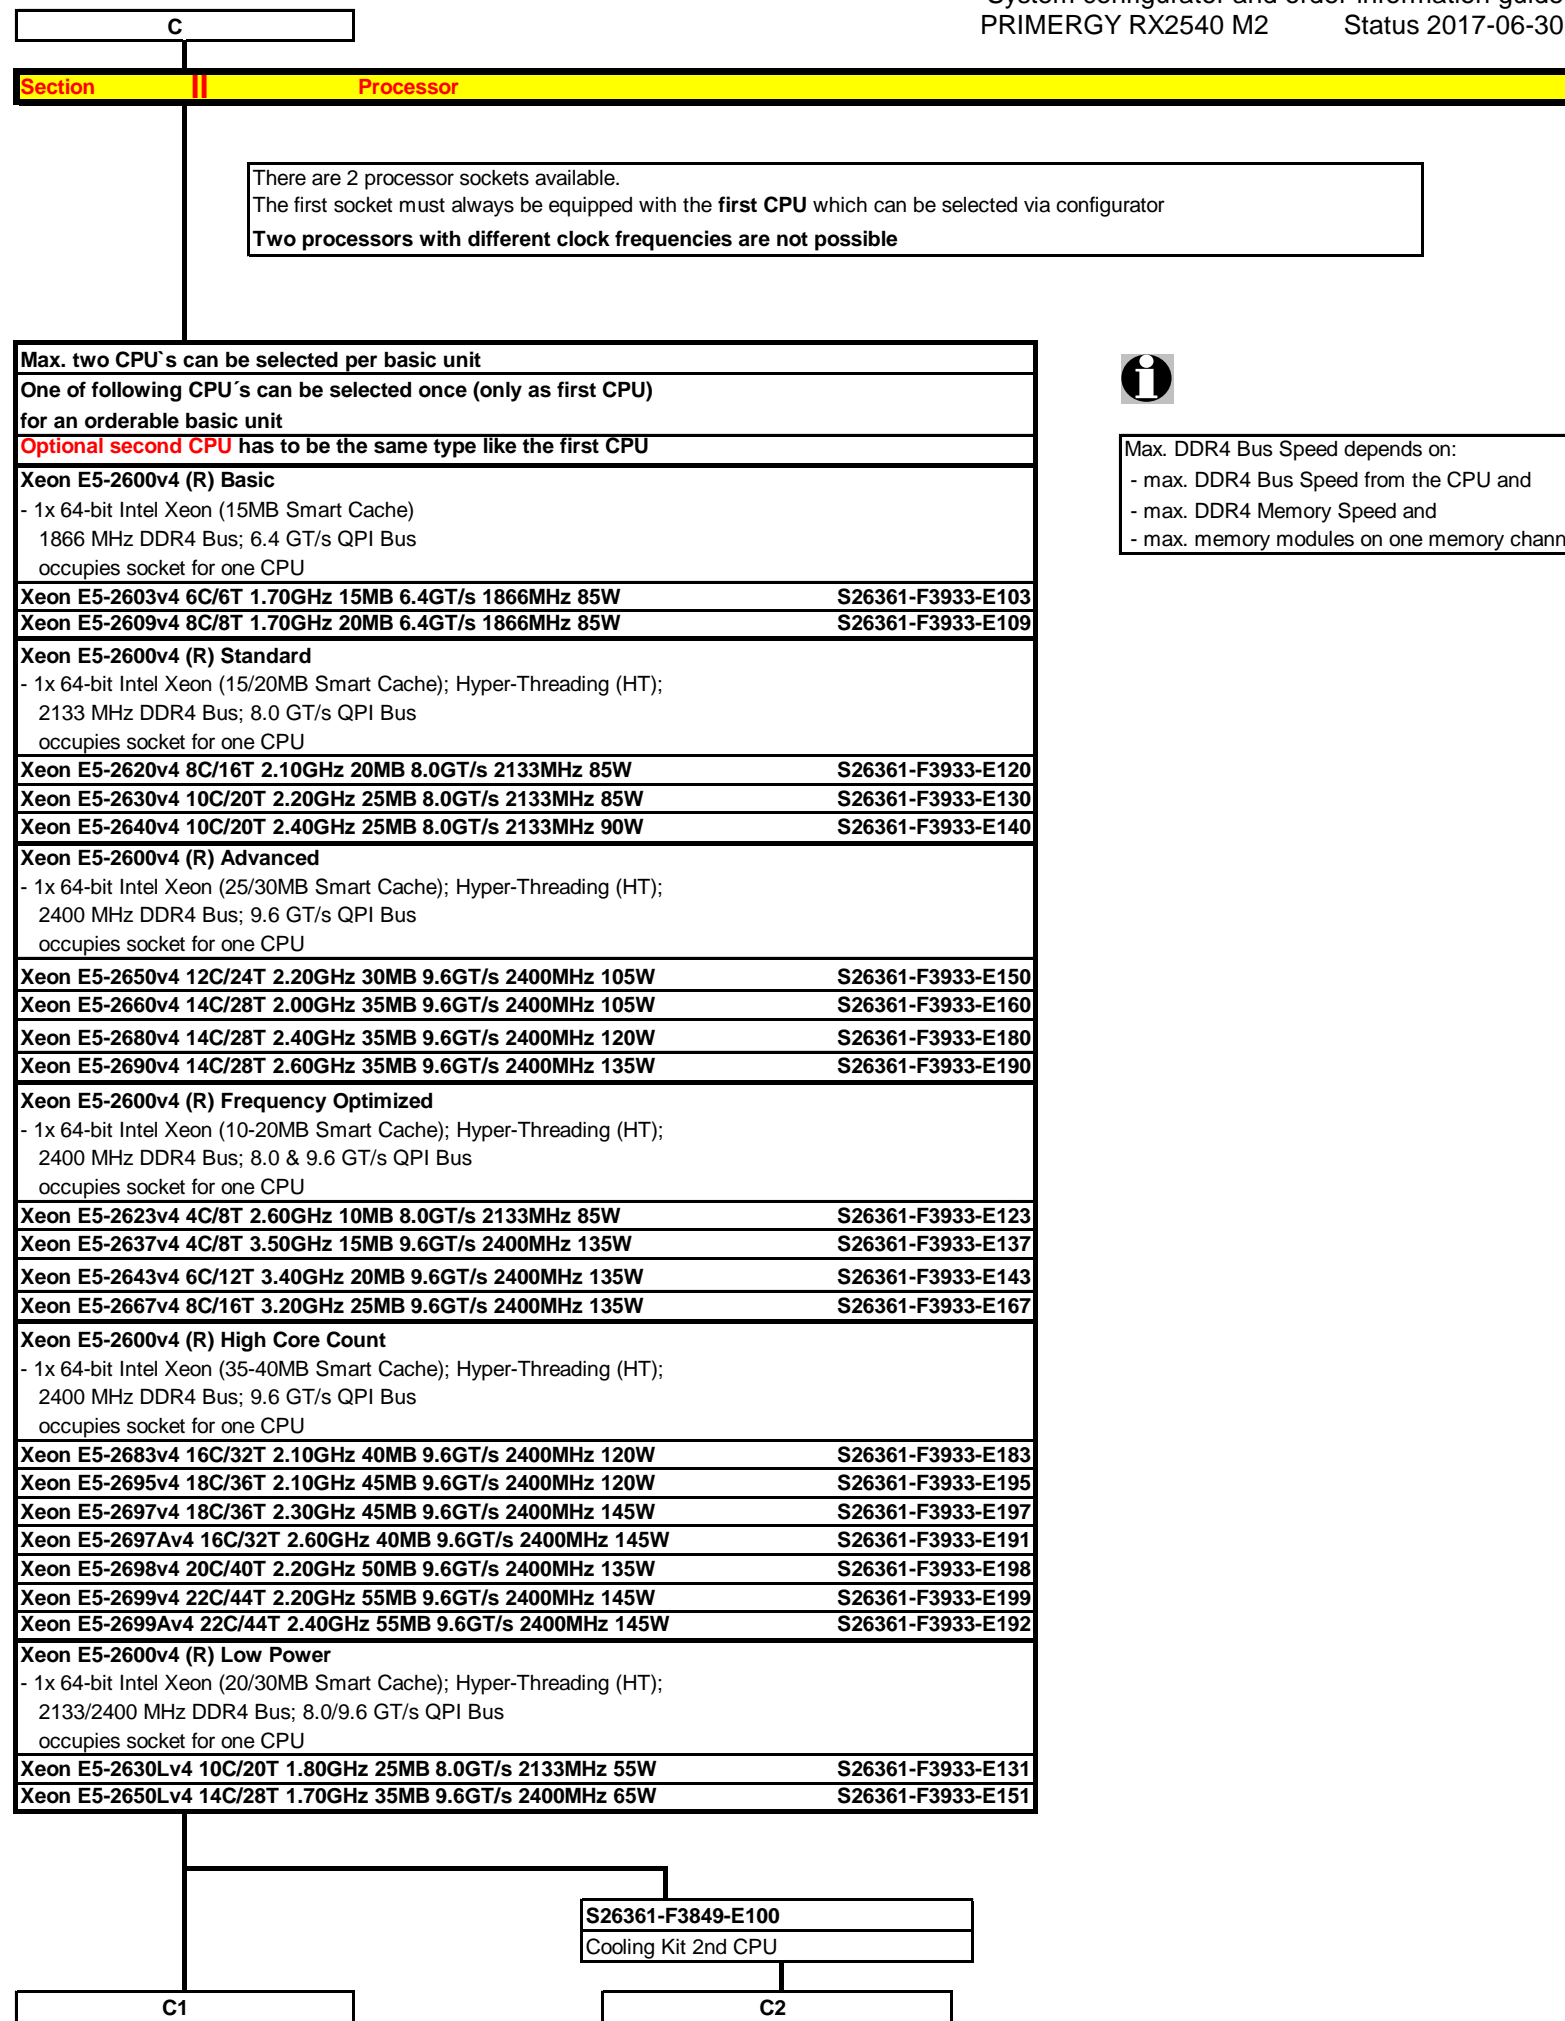 System configurator and order information guide
PRIMERGY RX2540 M2 Status 2017-06-30
C
Section II Processor
There are 2 processor sockets available.
The first socket must always be equipped with the first CPU which can be selected via configurator
Two processors with different clock frequencies are not possible
Max. two CPU`s can be selected per basic unit
One of following CPU´s can be selected once (only as first CPU)
for an orderable basic unit
Optional second CPU has to be the same type like the first CPU
Max. DDR4 Bus Speed depends on:
- max. DDR4 Bus Speed from the CPU and
- max. DDR4 Memory Speed and
- max. memory modules on one memory chann
Xeon E5-2600v4 (R) Basic
- 1x 64-bit Intel Xeon (15MB Smart Cache)
1866 MHz DDR4 Bus; 6.4 GT/s QPI Bus
occupies socket for one CPU
Xeon E5-2603v4 6C/6T 1.70GHz 15MB 6.4GT/s 1866MHz 85W S26361-F3933-E103
Xeon E5-2609v4 8C/8T 1.70GHz 20MB 6.4GT/s 1866MHz 85W S26361-F3933-E109
Xeon E5-2600v4 (R) Standard
- 1x 64-bit Intel Xeon (15/20MB Smart Cache); Hyper-Threading (HT);
2133 MHz DDR4 Bus; 8.0 GT/s QPI Bus
occupies socket for one CPU
Xeon E5-2620v4 8C/16T 2.10GHz 20MB 8.0GT/s 2133MHz 85W S26361-F3933-E120
Xeon E5-2630v4 10C/20T 2.20GHz 25MB 8.0GT/s 2133MHz 85W S26361-F3933-E130
Xeon E5-2640v4 10C/20T 2.40GHz 25MB 8.0GT/s 2133MHz 90W S26361-F3933-E140
Xeon E5-2600v4 (R) Advanced
- 1x 64-bit Intel Xeon (25/30MB Smart Cache); Hyper-Threading (HT);
2400 MHz DDR4 Bus; 9.6 GT/s QPI Bus
occupies socket for one CPU
Xeon E5-2650v4 12C/24T 2.20GHz 30MB 9.6GT/s 2400MHz 105W S26361-F3933-E150
Xeon E5-2660v4 14C/28T 2.00GHz 35MB 9.6GT/s 2400MHz 105W S26361-F3933-E160
Xeon E5-2680v4 14C/28T 2.40GHz 35MB 9.6GT/s 2400MHz 120W S26361-F3933-E180
Xeon E5-2690v4 14C/28T 2.60GHz 35MB 9.6GT/s 2400MHz 135W S26361-F3933-E190
Xeon E5-2600v4 (R) Frequency Optimized
- 1x 64-bit Intel Xeon (10-20MB Smart Cache); Hyper-Threading (HT);
2400 MHz DDR4 Bus; 8.0 & 9.6 GT/s QPI Bus
occupies socket for one CPU
Xeon E5-2623v4 4C/8T 2.60GHz 10MB 8.0GT/s 2133MHz 85W S26361-F3933-E123
Xeon E5-2637v4 4C/8T 3.50GHz 15MB 9.6GT/s 2400MHz 135W S26361-F3933-E137
Xeon E5-2643v4 6C/12T 3.40GHz 20MB 9.6GT/s 2400MHz 135W S26361-F3933-E143
Xeon E5-2667v4 8C/16T 3.20GHz 25MB 9.6GT/s 2400MHz 135W S26361-F3933-E167
Xeon E5-2600v4 (R) High Core Count
- 1x 64-bit Intel Xeon (35-40MB Smart Cache); Hyper-Threading (HT);
2400 MHz DDR4 Bus; 9.6 GT/s QPI Bus
occupies socket for one CPU
Xeon E5-2683v4 16C/32T 2.10GHz 40MB 9.6GT/s 2400MHz 120W S26361-F3933-E183
Xeon E5-2695v4 18C/36T 2.10GHz 45MB 9.6GT/s 2400MHz 120W S26361-F3933-E195
Xeon E5-2697v4 18C/36T 2.30GHz 45MB 9.6GT/s 2400MHz 145W S26361-F3933-E197
Xeon E5-2697Av4 16C/32T 2.60GHz 40MB 9.6GT/s 2400MHz 145W S26361-F3933-E191
Xeon E5-2698v4 20C/40T 2.20GHz 50MB 9.6GT/s 2400MHz 135W S26361-F3933-E198
Xeon E5-2699v4 22C/44T 2.20GHz 55MB 9.6GT/s 2400MHz 145W S26361-F3933-E199
Xeon E5-2699Av4 22C/44T 2.40GHz 55MB 9.6GT/s 2400MHz 145W S26361-F3933-E192
Xeon E5-2600v4 (R) Low Power
- 1x 64-bit Intel Xeon (20/30MB Smart Cache); Hyper-Threading (HT);
2133/2400 MHz DDR4 Bus; 8.0/9.6 GT/s QPI Bus
occupies socket for one CPU
Xeon E5-2630Lv4 10C/20T 1.80GHz 25MB 8.0GT/s 2133MHz 55W S26361-F3933-E131
Xeon E5-2650Lv4 14C/28T 1.70GHz 35MB 9.6GT/s 2400MHz 65W S26361-F3933-E151
S26361-F3849-E100
Cooling Kit 2nd CPU
C1 C2